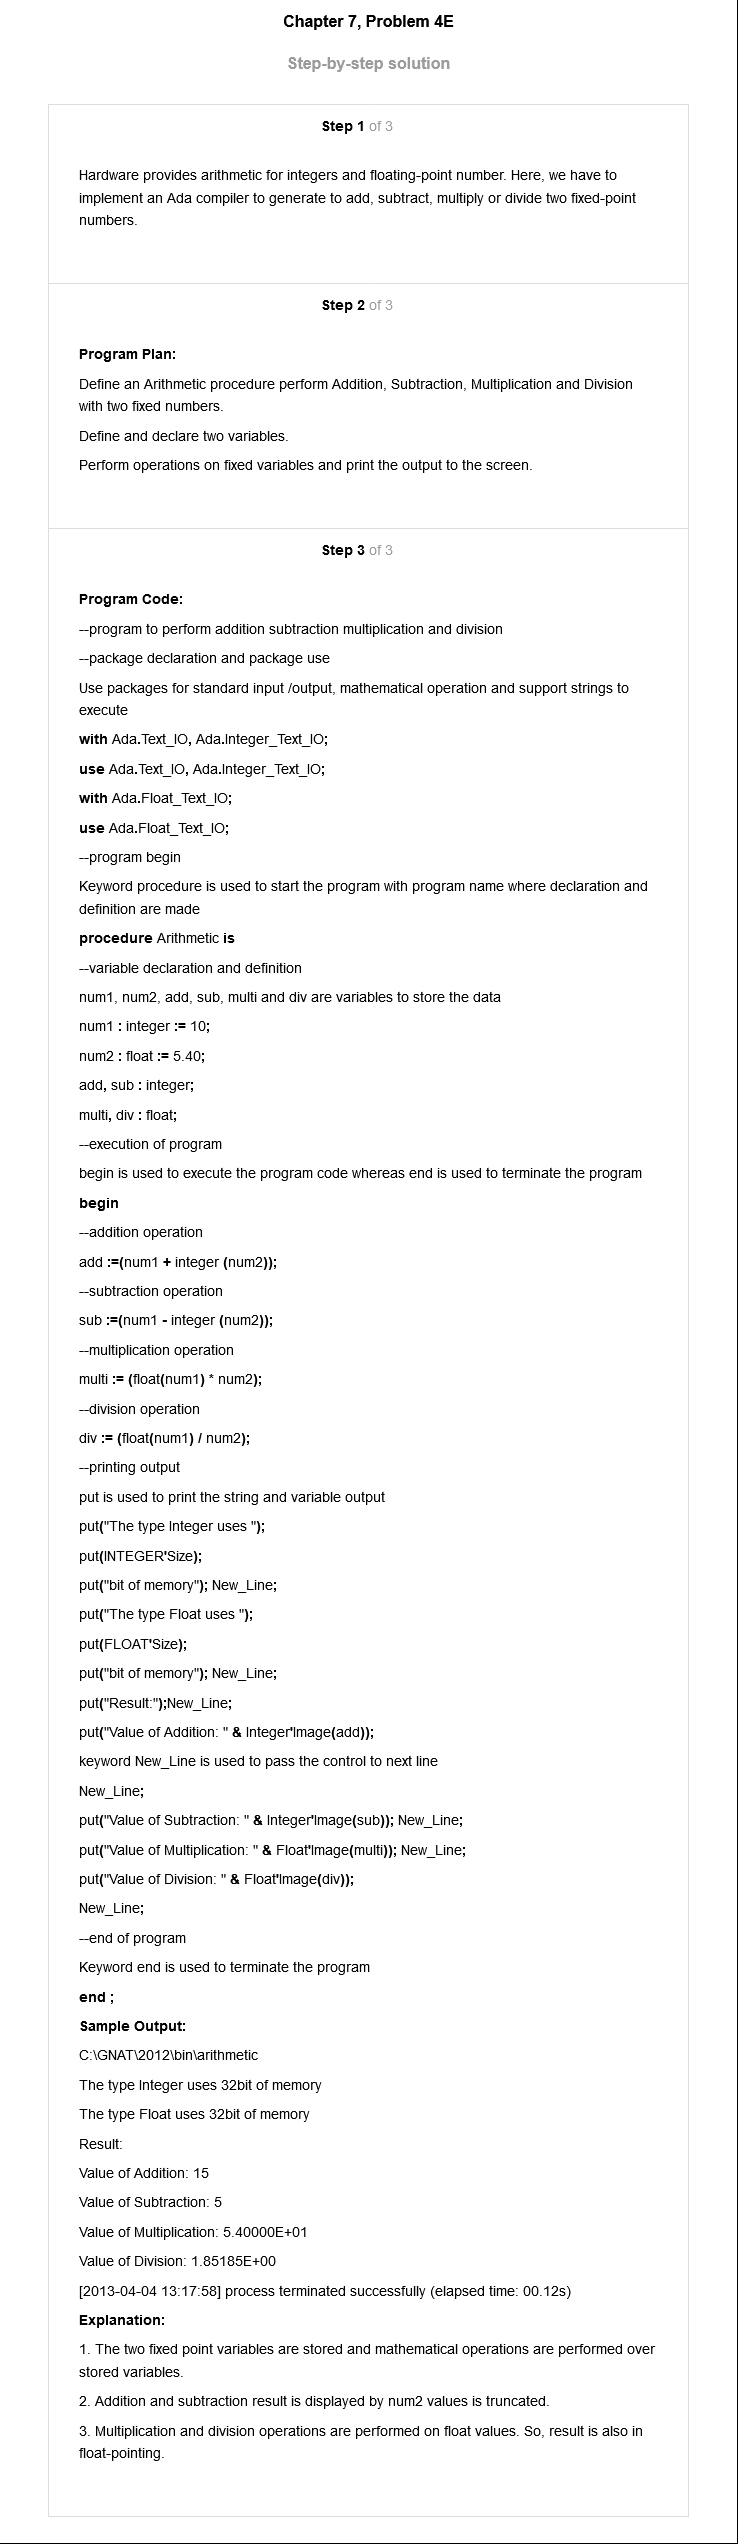 Chapter 7, Problem 4E
Step-by-step solution
Step 1 of 3
Hardware provides arithmetic for integers and floating-point number. Here, we have to
implement an Ada compiler to generate to add, subtract, multiply or divide two fixed-point
numbers.
Step 2 of 3
Program Plan:
Define an Arithmetic procedure perform Addition, Subtraction, Multiplication and Division
with two fixed numbers.
Define and declare two variables.
Perform operations on fixed variables and print the output to the screen.
Step 3 of 3
Program Code:
--program to perform addition subtraction multiplication and division
--package declaration and package use
Use packages for standard input /output, mathematical operation and support strings to
execute
with Ada.Text_IO, Ada.Integer_Text_IO;
use Ada.Text_IO, Ada.Integer_Text_IO;
with Ada.Float_Text_IO;
use Ada.Float_Text_IO;
--program begin
Keyword procedure is used to start the program with program name where declaration and
definition are made
procedure Arithmetic is
--variable declaration and definition
num1, num2, add, sub, multi and div are variables to store the data
num1 : integer := 10;
num2 : float := 5.40;
add, sub : integer;
multi, div : float;
--execution of program
begin is used to execute the program code whereas end is used to terminate the program
begin
--addition operation
add :=(num1 + integer (num2));
--subtraction operation
sub :=(num1 - integer (num2));
--multiplication operation
multi := (float(num1) * num2);
--division operation
div := (float(num1) / num2);
--printing output
put is used to print the string and variable output
put("The type Integer uses ");
put(INTEGER'Size);
put("bit of memory"); New_Line;
put("The type Float uses ");
put(FLOAT'Size);
put("bit of memory"); New_Line;
put("Result:");New_Line;
put("Value of Addition: " & Integer'Image(add));
keyword New_Line is used to pass the control to next line
New_Line;
put("Value of Subtraction: " & Integer'Image(sub)); New_Line;
put("Value of Multiplication: " & Float'Image(multi)); New_Line;
put("Value of Division: " & Float'Image(div));
New_Line;
--end of program
Keyword end is used to terminate the program
end ;
Sample Output:
C:\GNAT\2012\bin\arithmetic
The type Integer uses 32bit of memory
The type Float uses 32bit of memory
Result:
Value of Addition: 15
Value of Subtraction: 5
Value of Multiplication: 5.40000E+01
Value of Division: 1.85185E+00
[2013-04-04 13:17:58] process terminated successfully (elapsed time: 00.12s)
Explanation:
1. The two fixed point variables are stored and mathematical operations are performed over
stored variables.
2. Addition and subtraction result is displayed by num2 values is truncated.
3. Multiplication and division operations are performed on float values. So, result is also in
float-pointing.